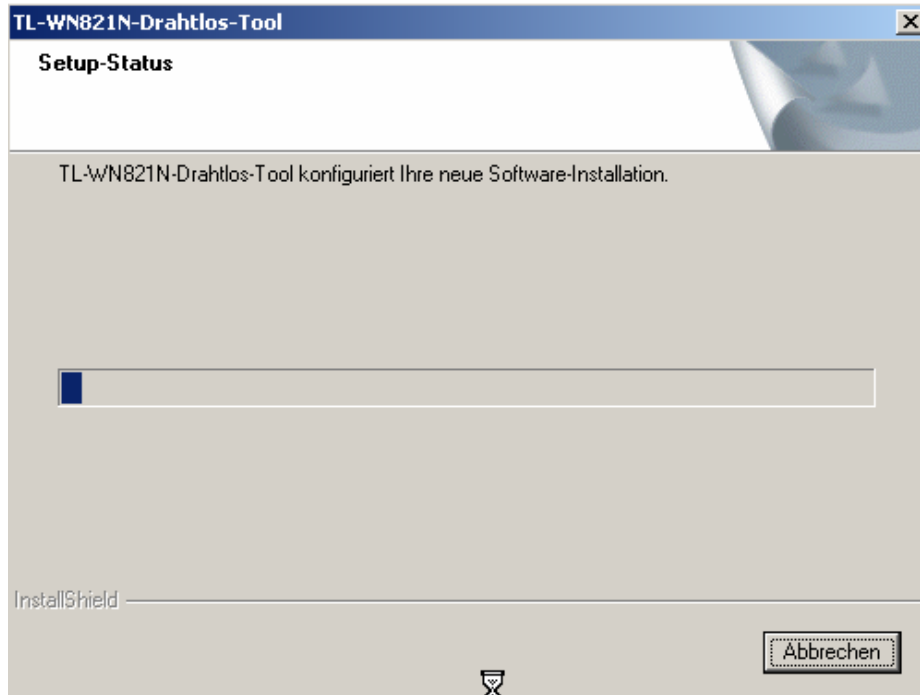 TL-WN821N-Drahtlos-Tool
Setup-Status
TL-WN821N-Drahtlos-Tool konfiguriert Ihre neue Software-Installation.
InstallShield
Abbrechen